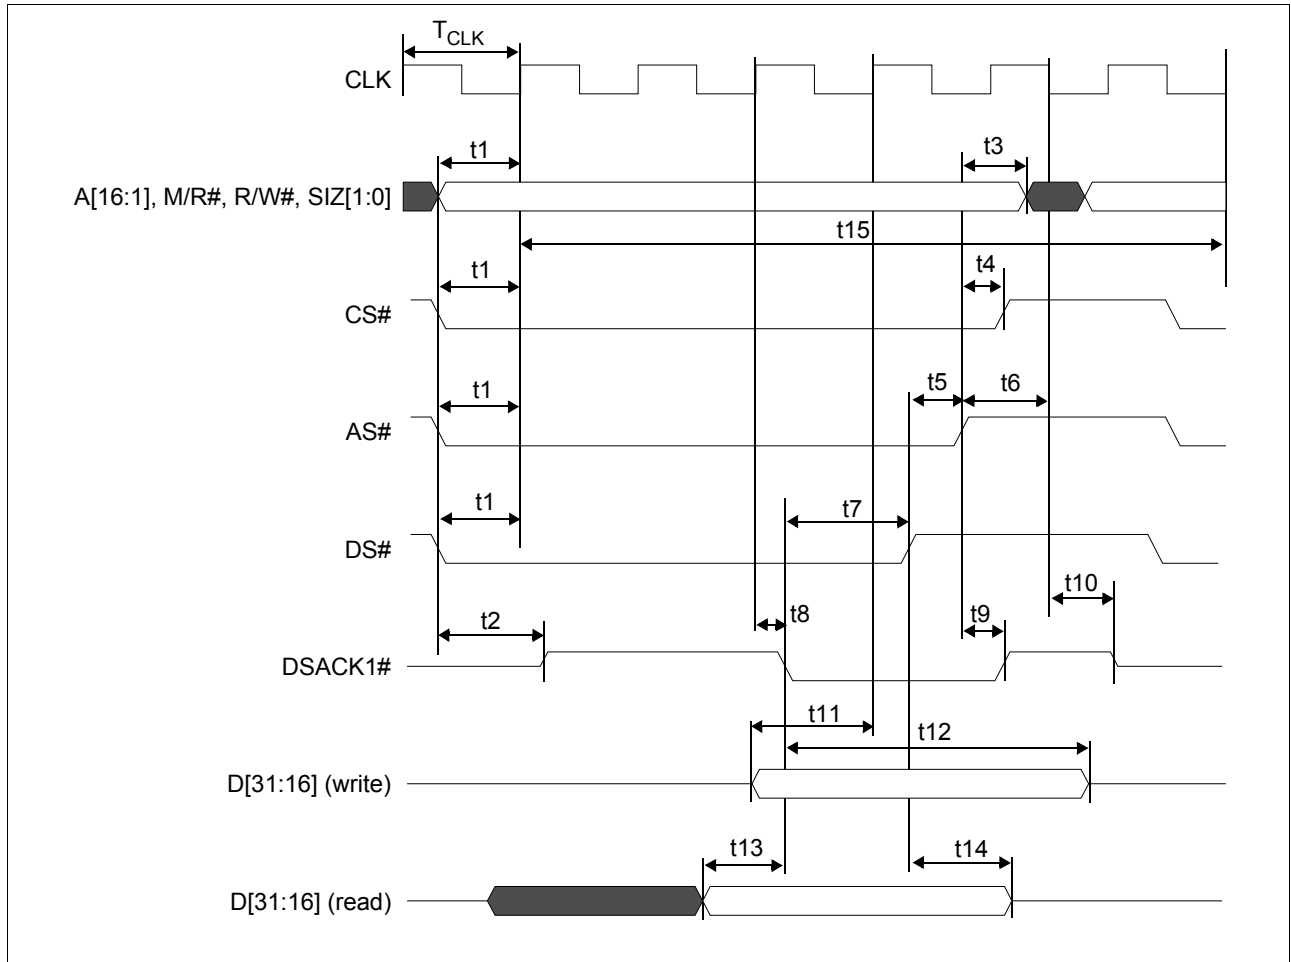 TCLK
CLK
t1
t3
A[16:1], M/R#, R/W#, SIZ[1:0]
t15
t1
t4
CS#
t1
t5
t6
AS#
t1
t7
DS#
t10
t2
t8
t9
DSACK1#
t11
t12
D[31:16] (write)
t13
t14
D[31:16] (read)